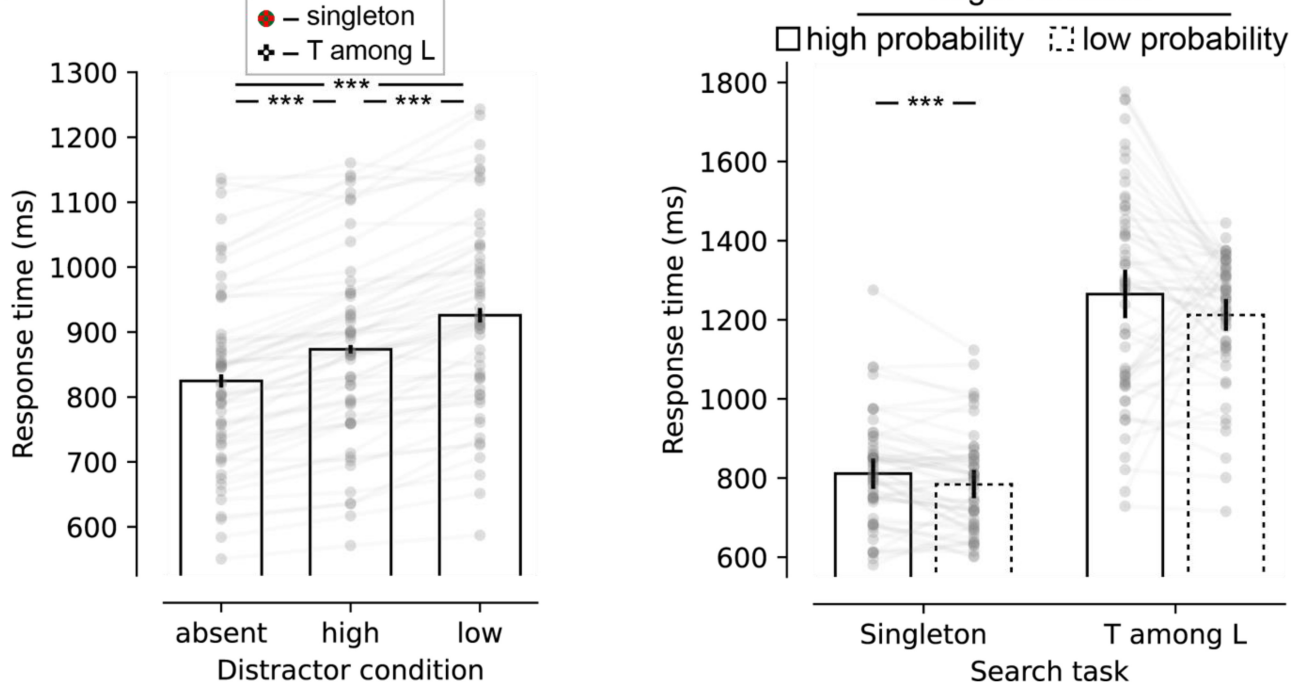 – singleton
– T among L
1300
1200
1100
1000
900
800
700
600
Response time (ms)
***
*** ***
absent high low
Distractor condition
high probability low probability
1800
1600
1400
1200
1000
800
600
Response time (ms)
***
Singleton T among L
Search task